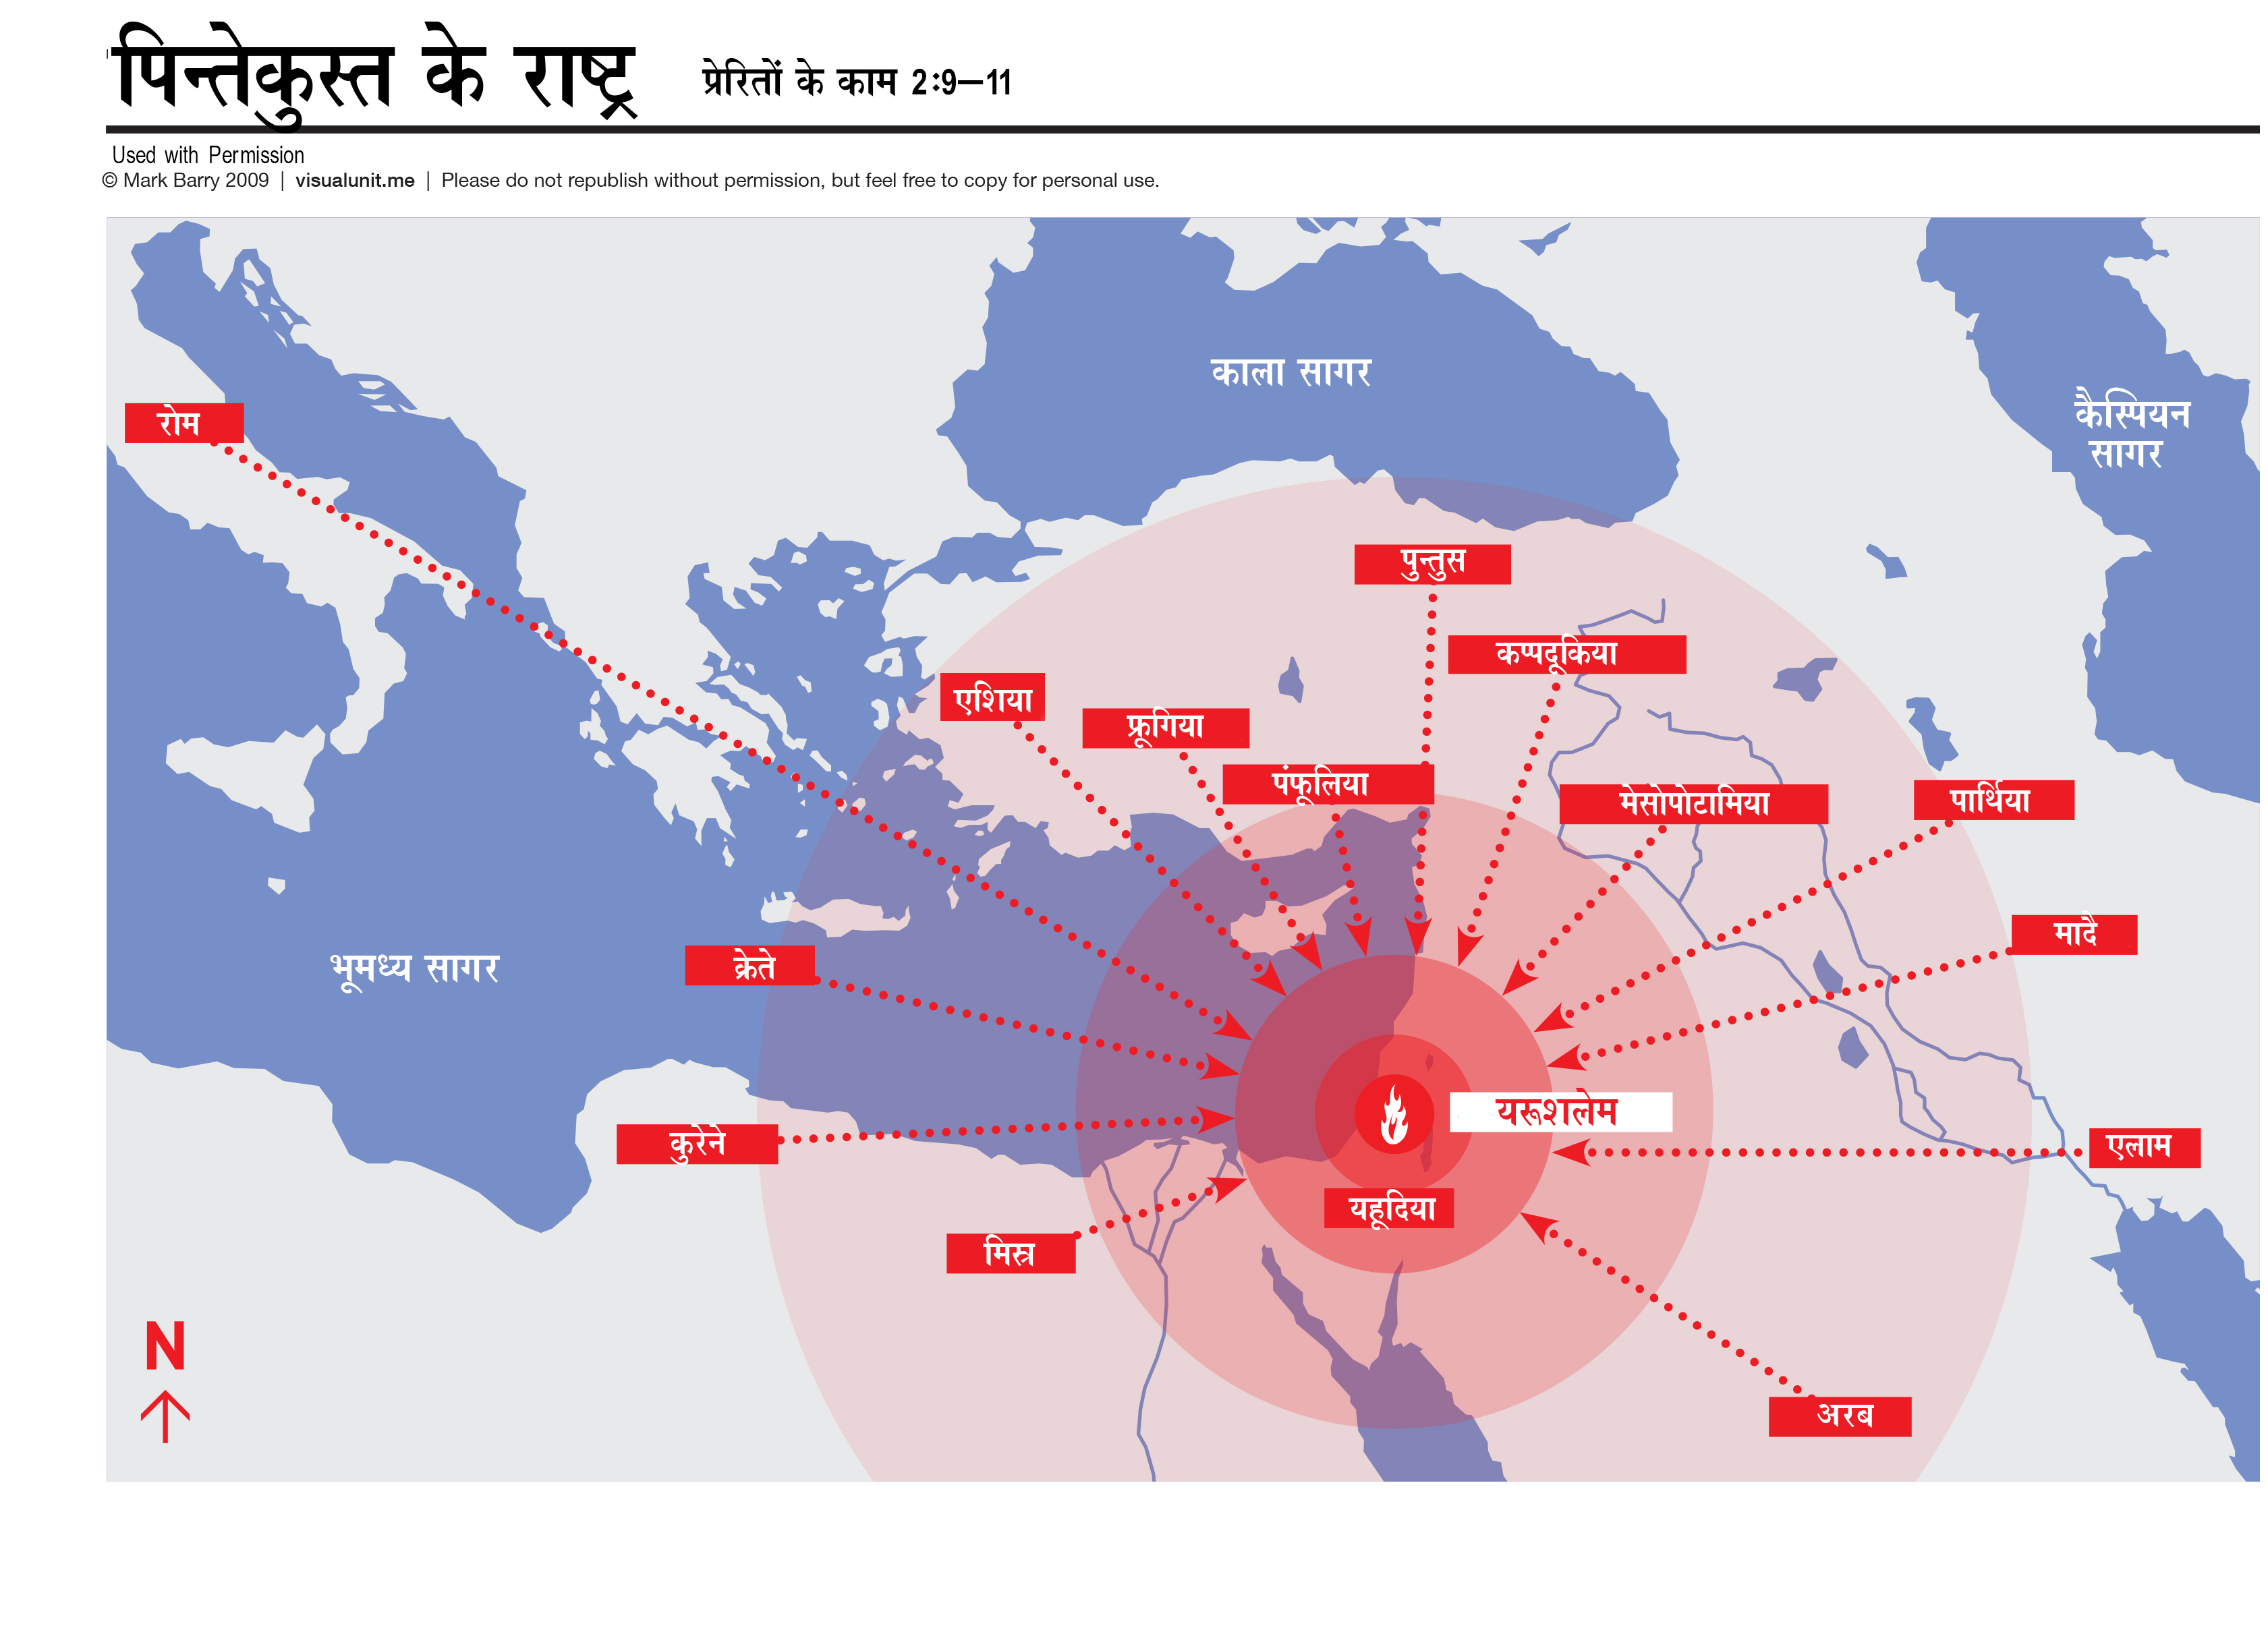 पिन्तेकुस्त के राष्ट्र प्रेरितों के काम 2:9—11
Used with Permission
© Mark Barry 2009 | visualunit.me | Please do not republish without permission, but feel free to copy for personal use.
काला सागर
कैस्पियन
सागर
रोम
पुन्तुस
कप्पदूकिया
एशिया
फ्रूगिया
पंफूलिया
मेसोपोटामिया
पार्थिया
मादै
भूमध्य सागर
क्रेते
यरूशलेम
कुरेने
एलाम
यहूदिया
मिस्र
N
अरब